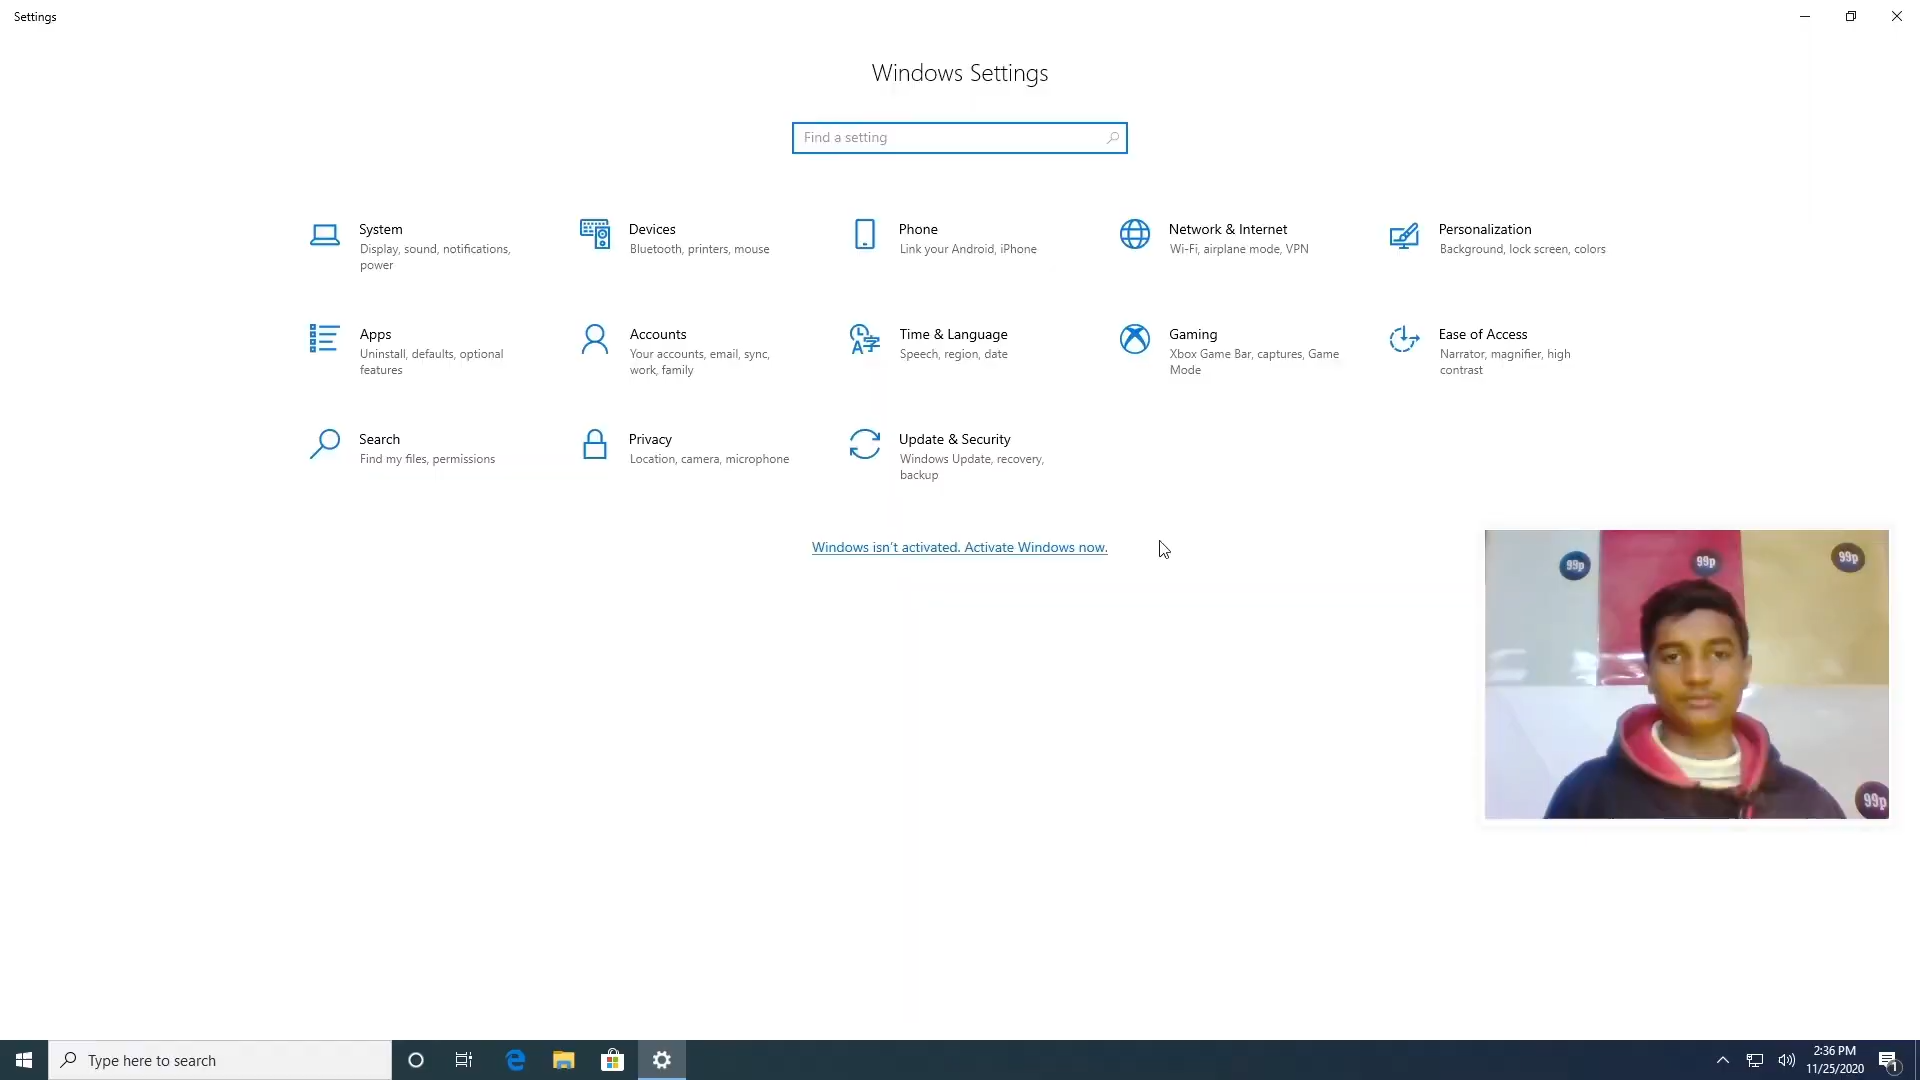 Settings
Windows Settings
Find a setting
System
Display, sound, notifications,
power
Devices
Bluetooth, printers, mouse
Phone
Link your Android, iPhone
Network & Internet
Wi-Fi, airplane mode, VPN
Personalization
Background, lock screen, colors
Apps
Uninstall, defaults, optional
features
Accounts
Your accounts, email, sync,
work, family
Time & Language
Speech, region, date
Gaming
Xbox Game Bar, captures, Game
Mode
Ease of Access
Narrator, magnifier, high
contrast
Search
Find my files, permissions
Privacy
Location, camera, microphone
Update & Security
Windows Update, recovery,
backup
Windows isn't activated. Activate Windows now.
99p
99p
99p
99p
Type here to search
2:36 PM
11/25/2020
1